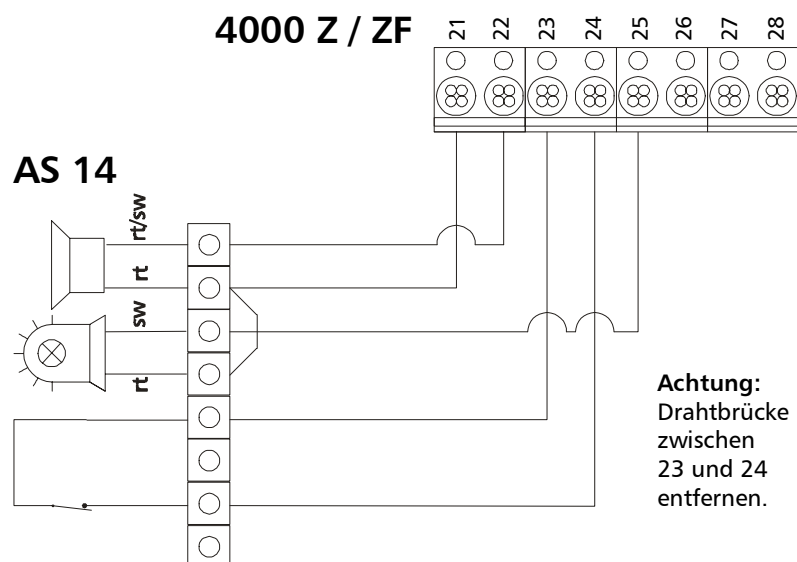 4000 Z / ZF
21 22 23 24 25 26 27 28
AS 14
rt/sw
rt
sw
rt
Achtung:
Drahtbrücke
zwischen
23 und 24
entfernen.